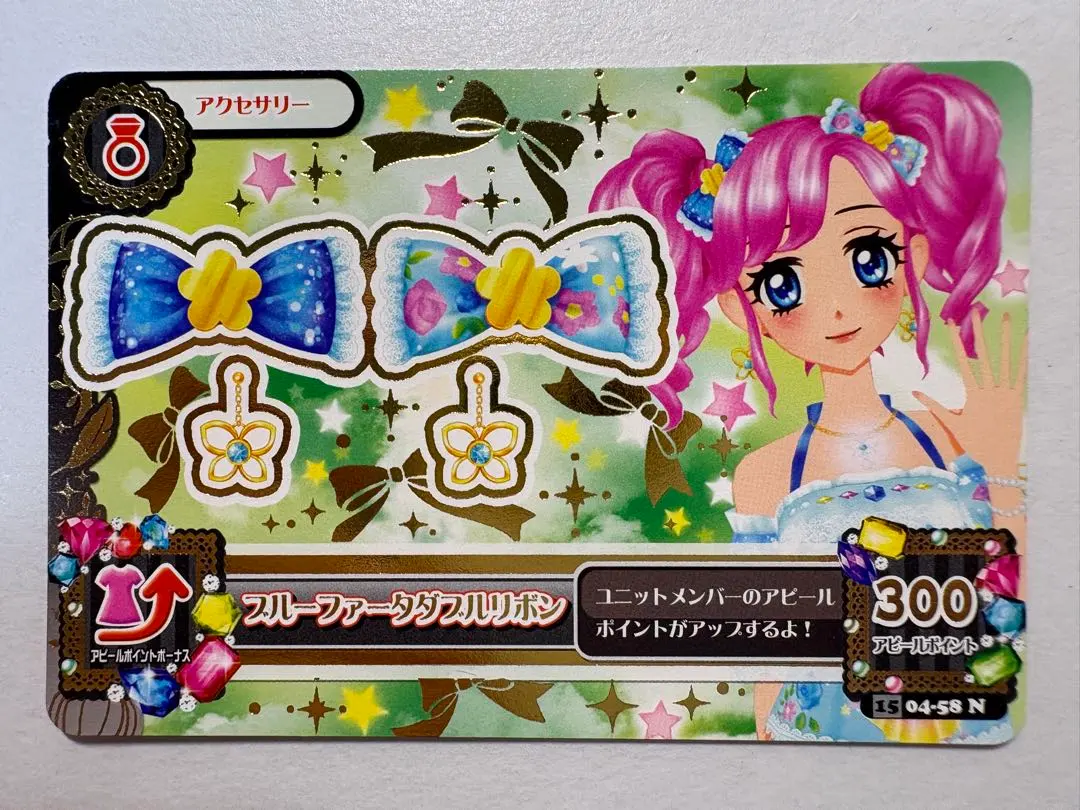 アクセサリー
ブルーファータダブルリボン
ユニットメンバーのアピール
ポイントがアップするよ!
アピールポイントボーナス
300
アピールポイント
15 04-58 N